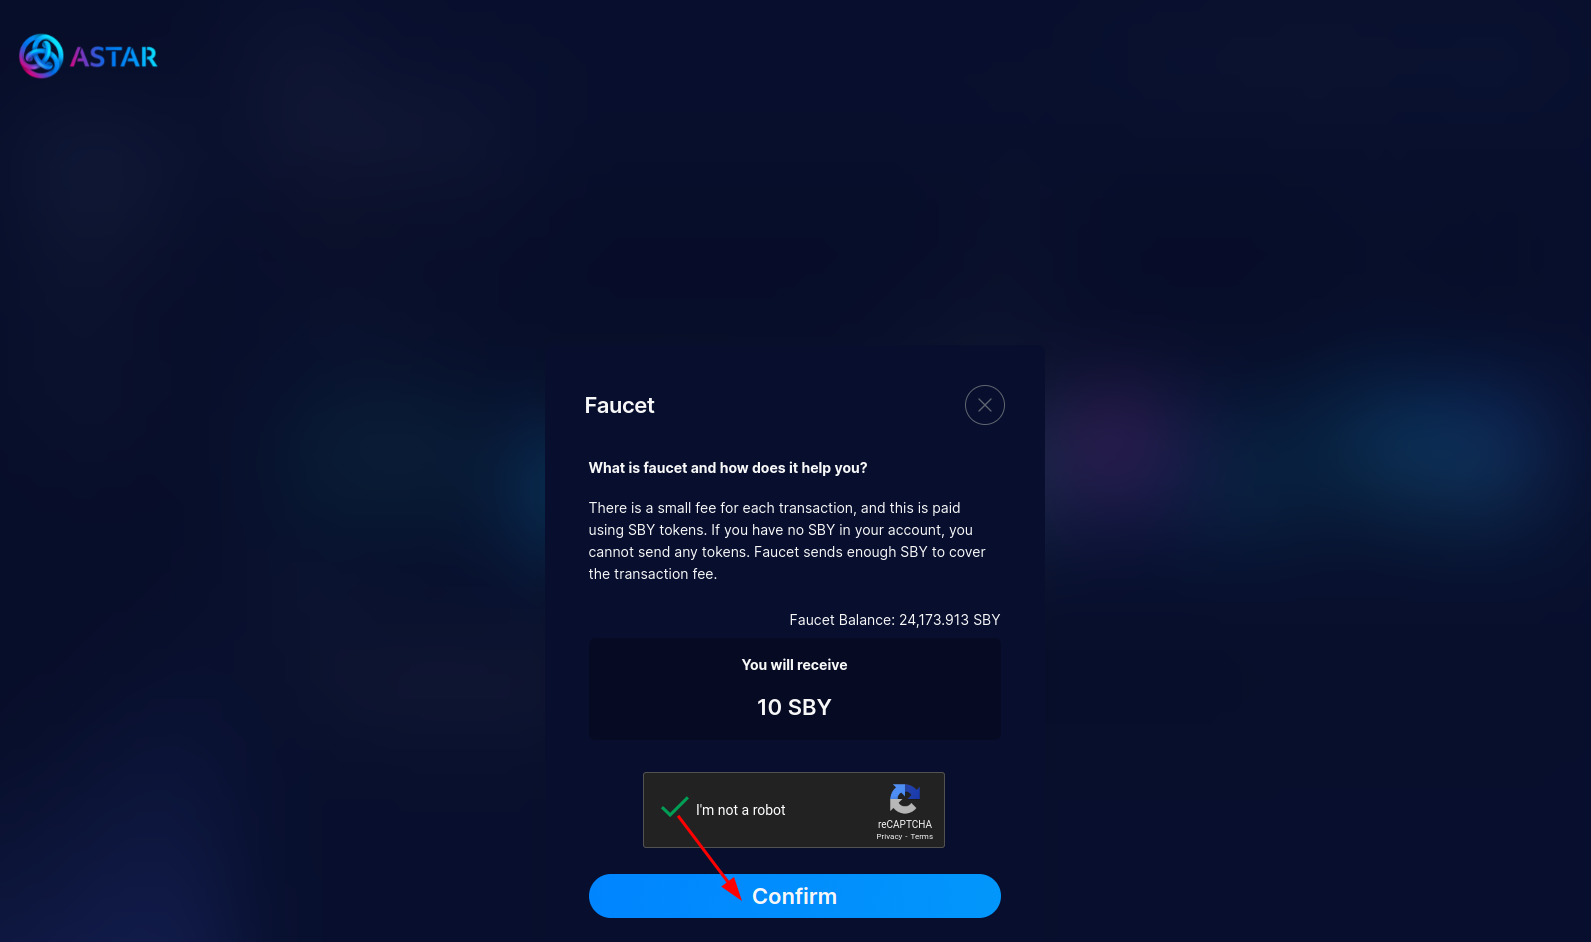 ASTAR
Faucet
What is faucet and how does it help you?
There is a small fee for each transaction, and this is paid
using SBY tokens. If you have no SBY in your account, you
cannot send any tokens. Faucet sends enough SBY to cover
the transaction fee.
Faucet Balance: 24,173.913 SBY
You will receive
10 SBY
I'm not a robot
reCAPTCHA
Privacy - Terms
Confirm